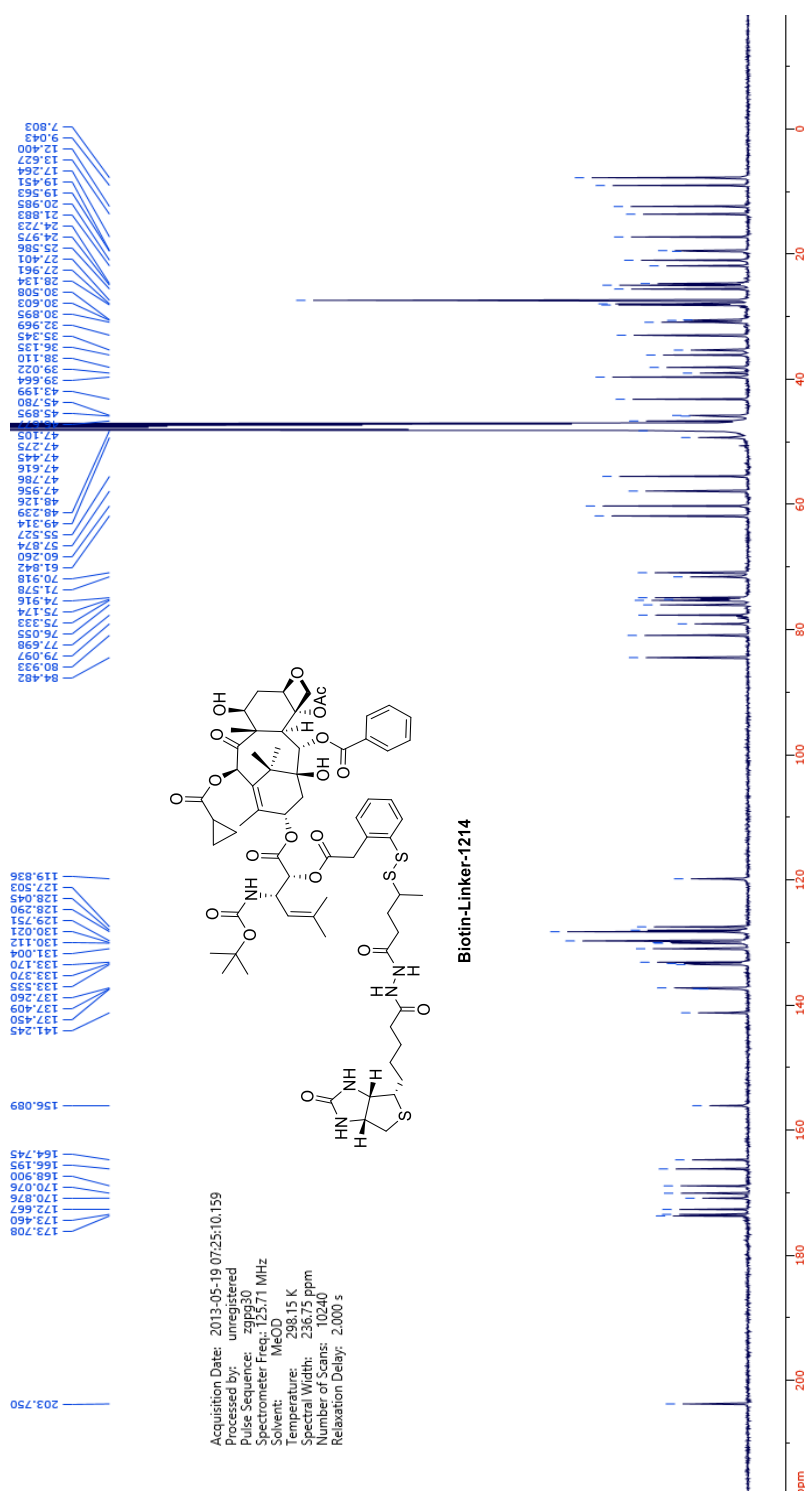 7.803
9.043
12.400
13.627
17.264
19.451
19.563
20.985
21.883
24.723
24.975
25.586
27.401
27.961
28.134
30.508
30.603
30.895
32.969
35.345
36.135
38.110
39.022
39.664
43.199
45.780
45.895
47.105
47.275
47.445
47.616
47.786
47.956
48.126
48.239
49.314
55.527
57.874
60.260
61.842
70.918
71.578
74.916
75.174
75.333
76.055
77.698
79.097
80.933
84.482
119.836
127.503
128.045
128.290
129.751
130.021
130.112
131.004
133.170
133.370
133.535
137.260
137.409
137.450
141.245
156.089
164.745
166.195
168.900
170.076
170.876
172.667
173.460
173.708
203.750
Acquisition Date: 2013-05-19 07:25:10.159
Processed by: unregistered
Pulse Sequence: zgpg30
Spectrometer Freq.: 125.71 MHz
Solvent: MeOD
Temperature: 298.15 K
Spectral Width: 236.75 ppm
Number of Scans: 10240
Relaxation Delay: 2.000 s
O
O
O
OH
O
OAc
H
OH
O
O
O
O
O
O
HN
O
O
S
S
O
NH
HN
O
O
NH
HN
H
H
S
Biotin-Linker-1214
0
20
40
60
80
100
120
140
160
180
200
ppm